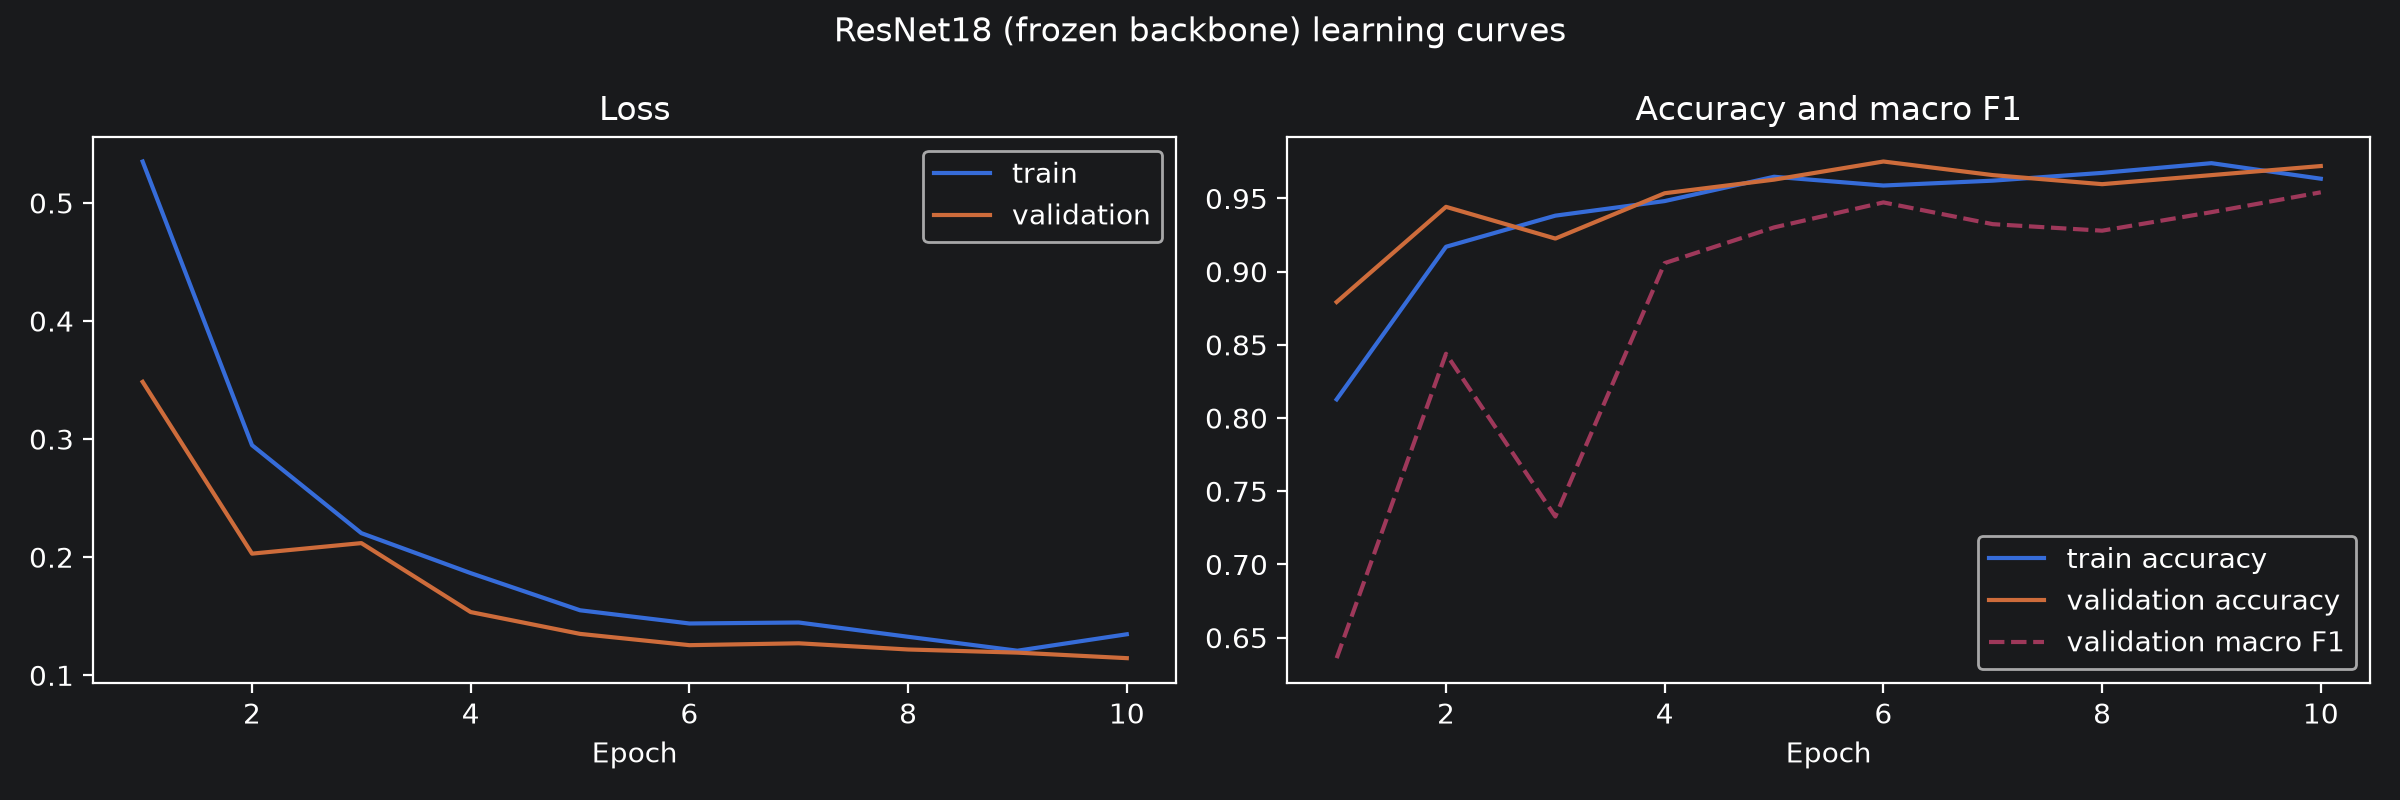 ResNet18 (frozen backbone) learning curves
Loss
0.5
0.4
0.3
0.2
0.1
train
validation
2
4
6
8
10
Epoch
Accuracy and macro F1
0.95
0.90
0.85
0.80
0.75
0.70
0.65
train accuracy
validation accuracy
validation macro F1
2
4
6
8
10
Epoch